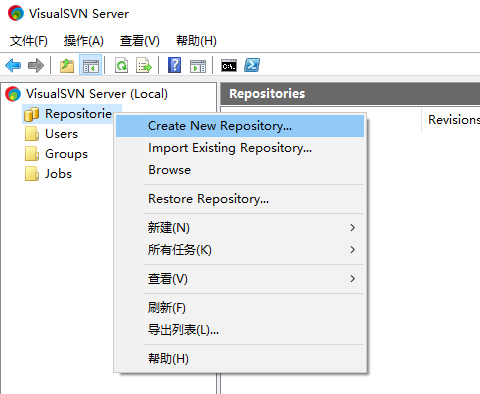 VisualSVN Server
文件(F) 操作(A) 查看(V) 帮助(H)
VisualSVN Server (Local)
Repositories
Users
Groups
Jobs
Repositories
Revisions
Create New Repository...
Import Existing Repository...
Browse
Restore Repository...
新建(N)
所有任务(K)
查看(V)
刷新(F)
导出列表(L)...
帮助(H)